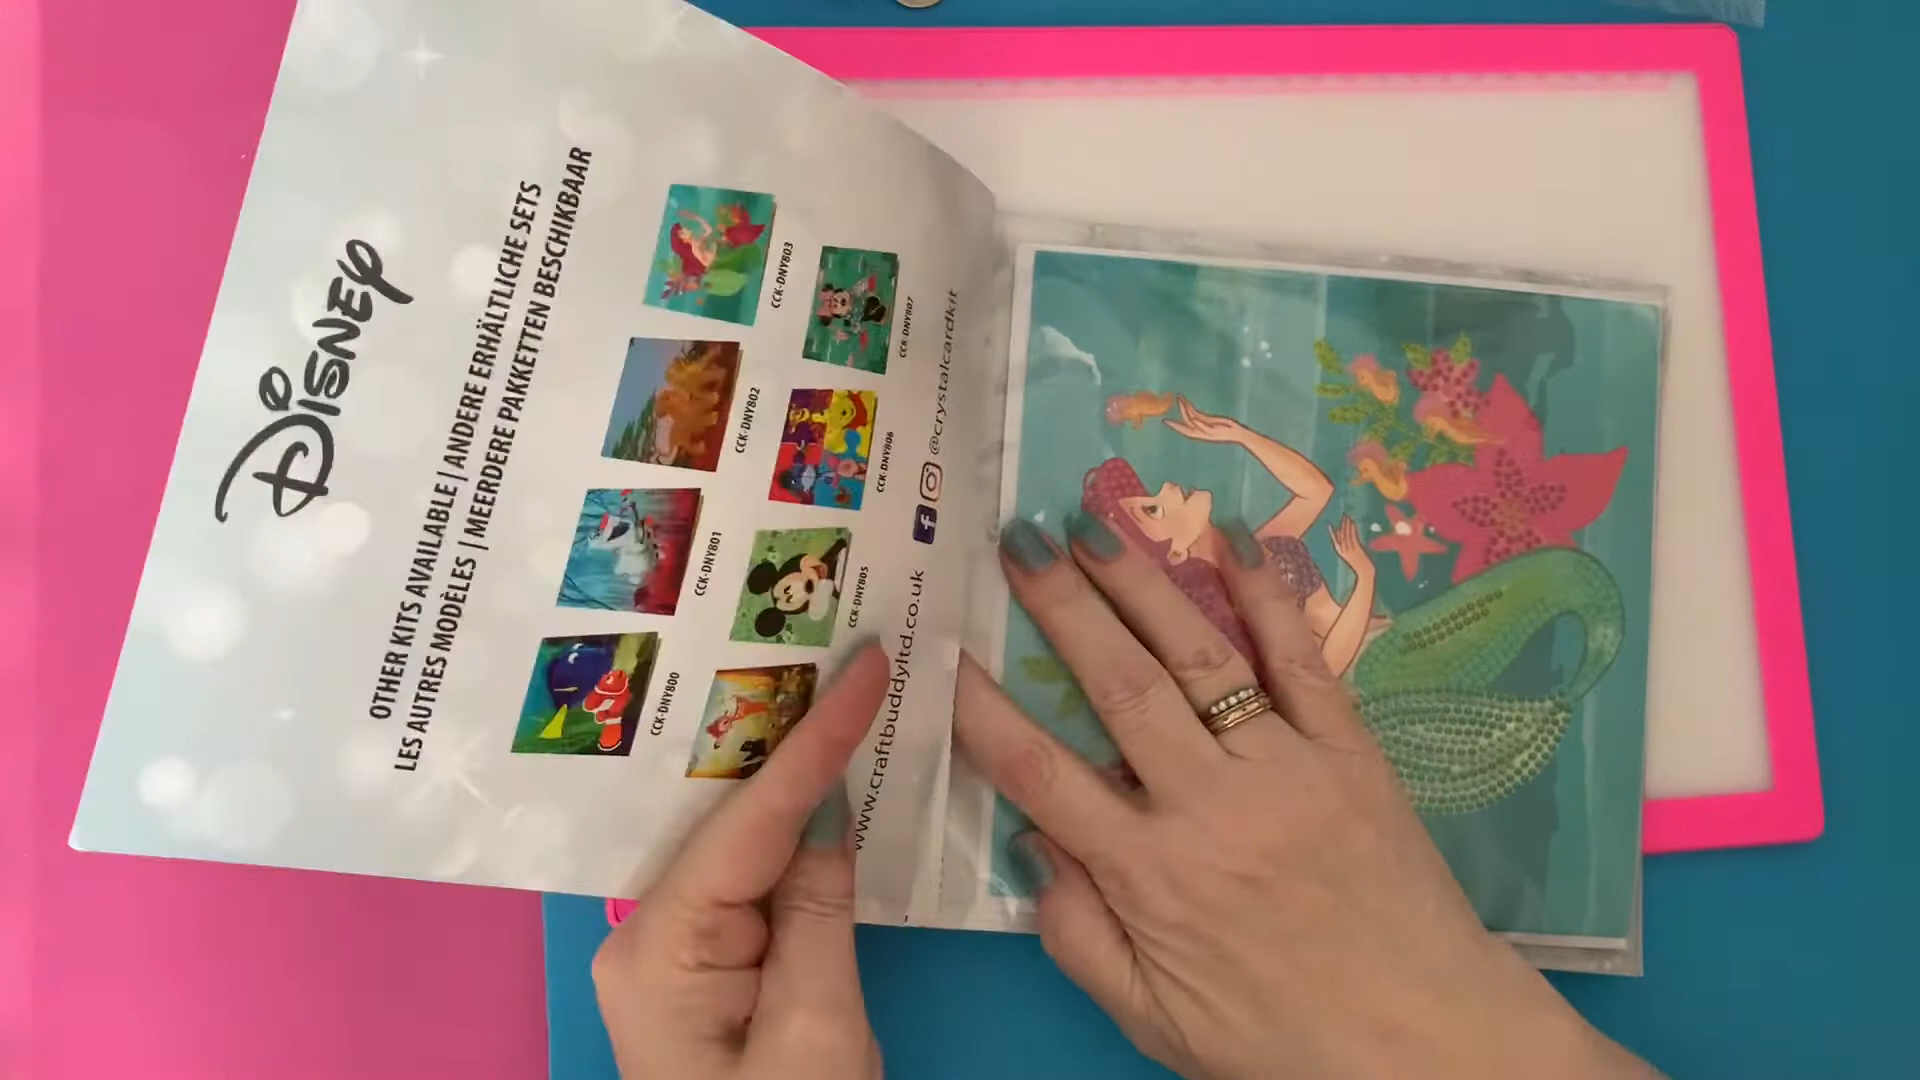 DISNEY
OTHER KITS AVAILABLE | ANDERE ERHÄLTLICHE SETS
LES AUTRES MODÈLES | MEERDERE PAKKETTEN BESCHIKBAAR
CCK-DNY800
CCK-DNY801
CCK-DNY802
CCK-DNY803
CCK-DNY805
CCK-DNY806
CCK-DNY807
www.craftbuddyltd.co.uk
@crystalcardkit